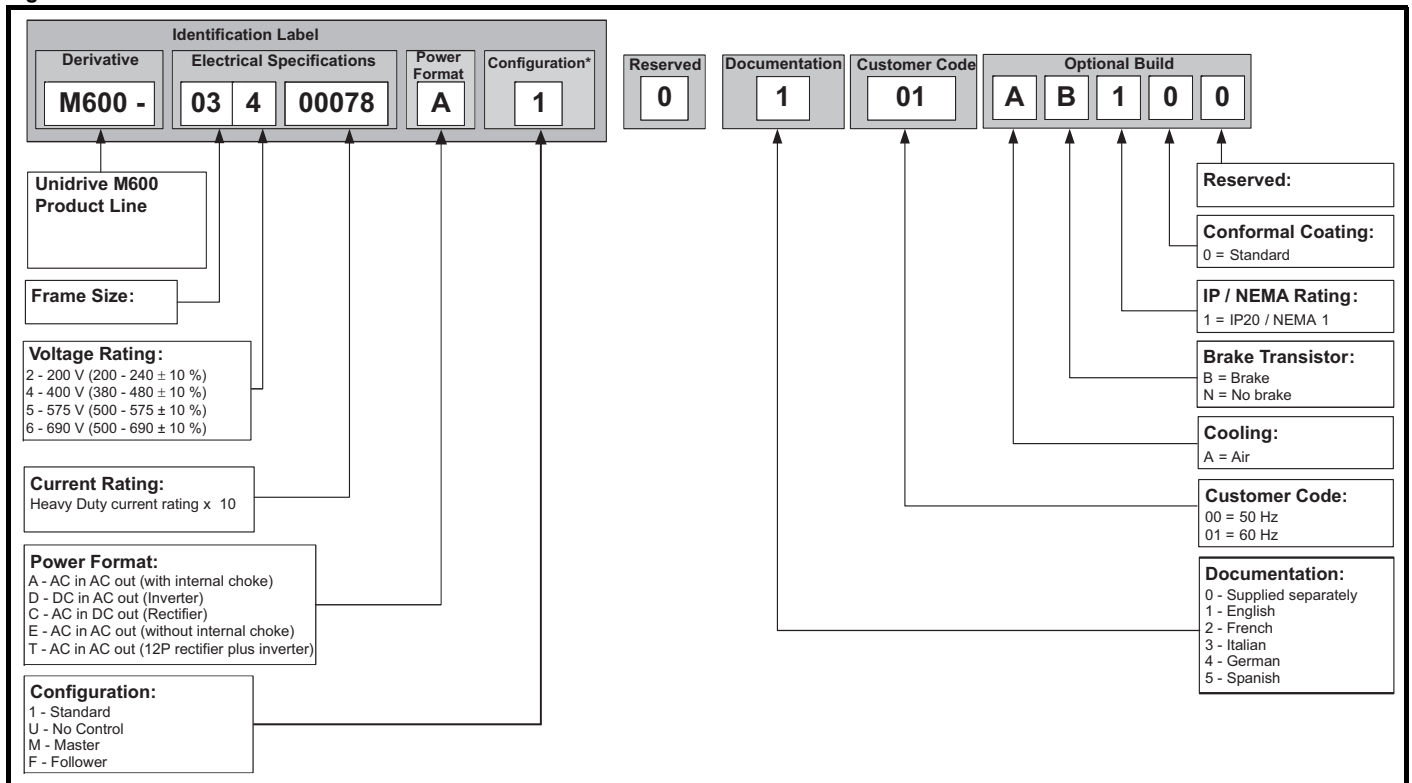 Identification Label
Derivative
Electrical Specifications
Power
Format
Configuration*
Reserved
Documentation
Customer Code
Optional Build
M600 -
03 4 00078
A
1
0
1
01
A B 1 0 0
Unidrive M600
Product Line
Frame Size:
Voltage Rating:
2 - 200 V (200 - 240 ± 10 %)
4 - 400 V (380 - 480 ± 10 %)
5 - 575 V (500 - 575 ± 10 %)
6 - 690 V (500 - 690 ± 10 %)
Current Rating:
Heavy Duty current rating x 10
Power Format:
A - AC in AC out (with internal choke)
D - DC in AC out (Inverter)
C - AC in DC out (Rectifier)
E - AC in AC out (without internal choke)
T - AC in AC out (12P rectifier plus inverter)
Configuration:
1 - Standard
U - No Control
M - Master
F - Follower
Reserved:
Conformal Coating:
0 = Standard
IP / NEMA Rating:
1 = IP20 / NEMA 1
Brake Transistor:
B = Brake
N = No brake
Cooling:
A = Air
Customer Code:
00 = 50 Hz
01 = 60 Hz
Documentation:
0 - Supplied separately
1 - English
2 - French
3 - Italian
4 - German
5 - Spanish